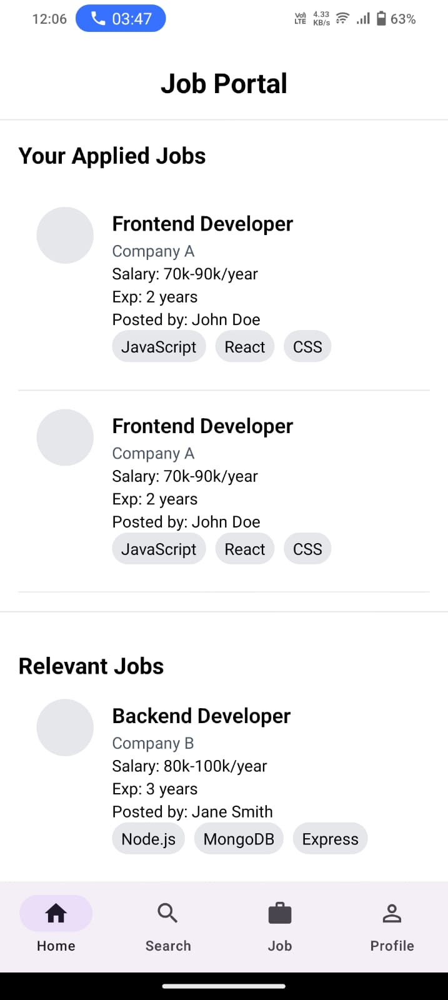 12:06 03:47 Vo) LTE 4.33 KB/s 63%
Job Portal
Your Applied Jobs
Frontend Developer
Company A
Salary: 70k-90k/year
Exp: 2 years
Posted by: John Doe
JavaScript React CSS
Frontend Developer
Company A
Salary: 70k-90k/year
Exp: 2 years
Posted by: John Doe
JavaScript React CSS
Relevant Jobs
Backend Developer
Company B
Salary: 80k-100k/year
Exp: 3 years
Posted by: Jane Smith
Node.js MongoDB Express
Home Search Job Profile